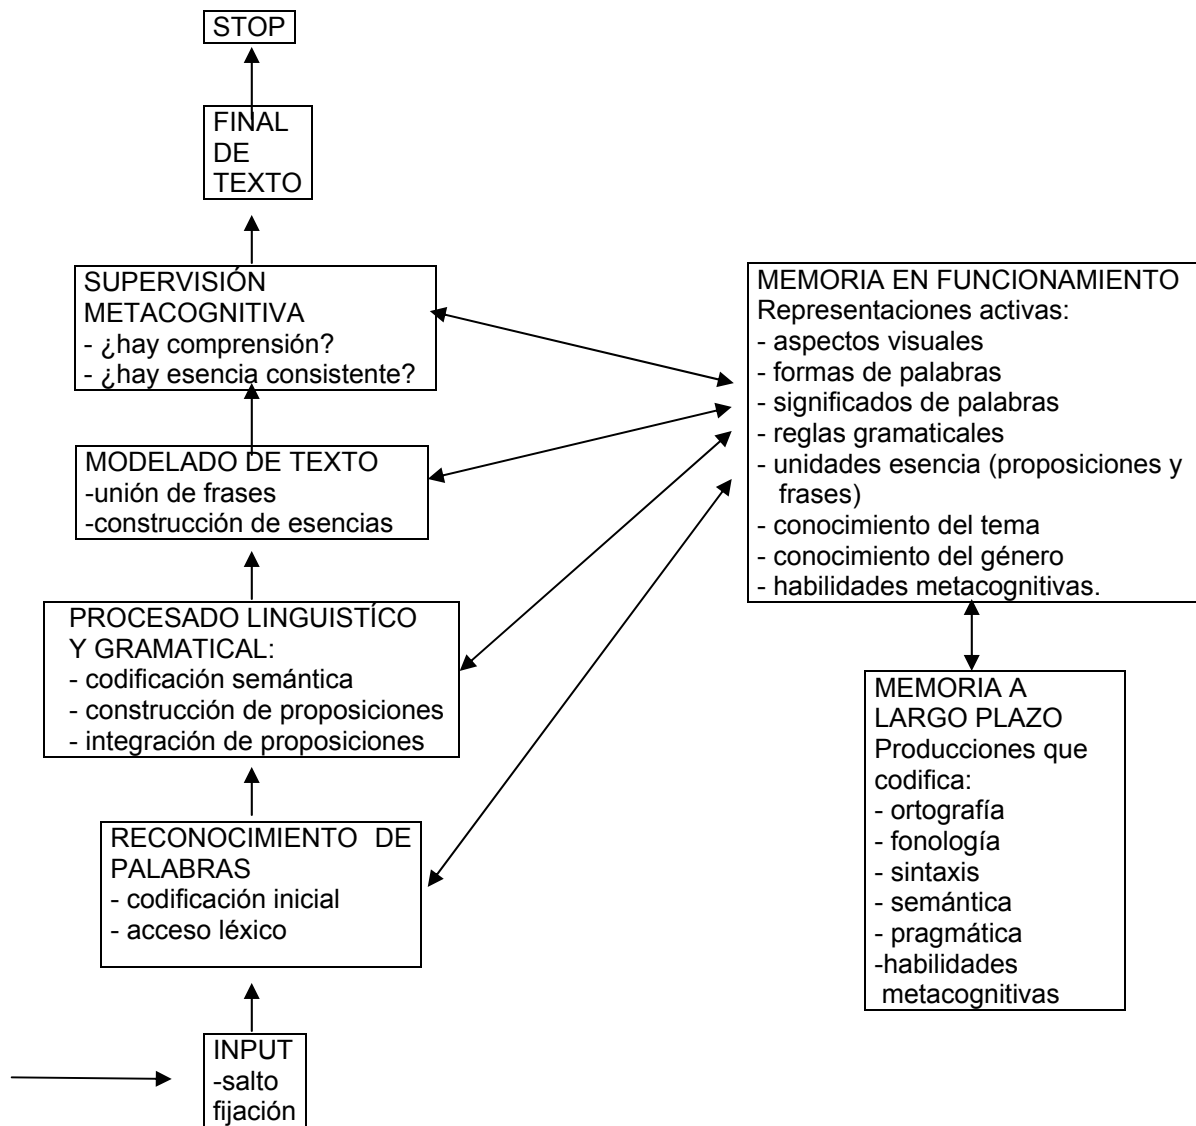 STOP
FINAL
DE
TEXTO
SUPERVISIÓN
METACOGNITIVA
- ¿hay comprensión?
- ¿hay esencia consistente?
MODELADO DE TEXTO
-unión de frases
-construcción de esencias
PROCESADO LINGUISTÍCO
Y GRAMATICAL:
- codificación semántica
- construcción de proposiciones
- integración de proposiciones
RECONOCIMIENTO DE
PALABRAS
- codificación inicial
- acceso léxico
INPUT
-salto
fijación
MEMORIA EN FUNCIONAMIENTO
Representaciones activas:
- aspectos visuales
- formas de palabras
- significados de palabras
- reglas gramaticales
- unidades esencia (proposiciones y
frases)
- conocimiento del tema
- conocimiento del género
- habilidades metacognitivas.
MEMORIA A
LARGO PLAZO
Producciones que
codifica:
- ortografía
- fonología
- sintaxis
- semántica
- pragmática
-habilidades
metacognitivas